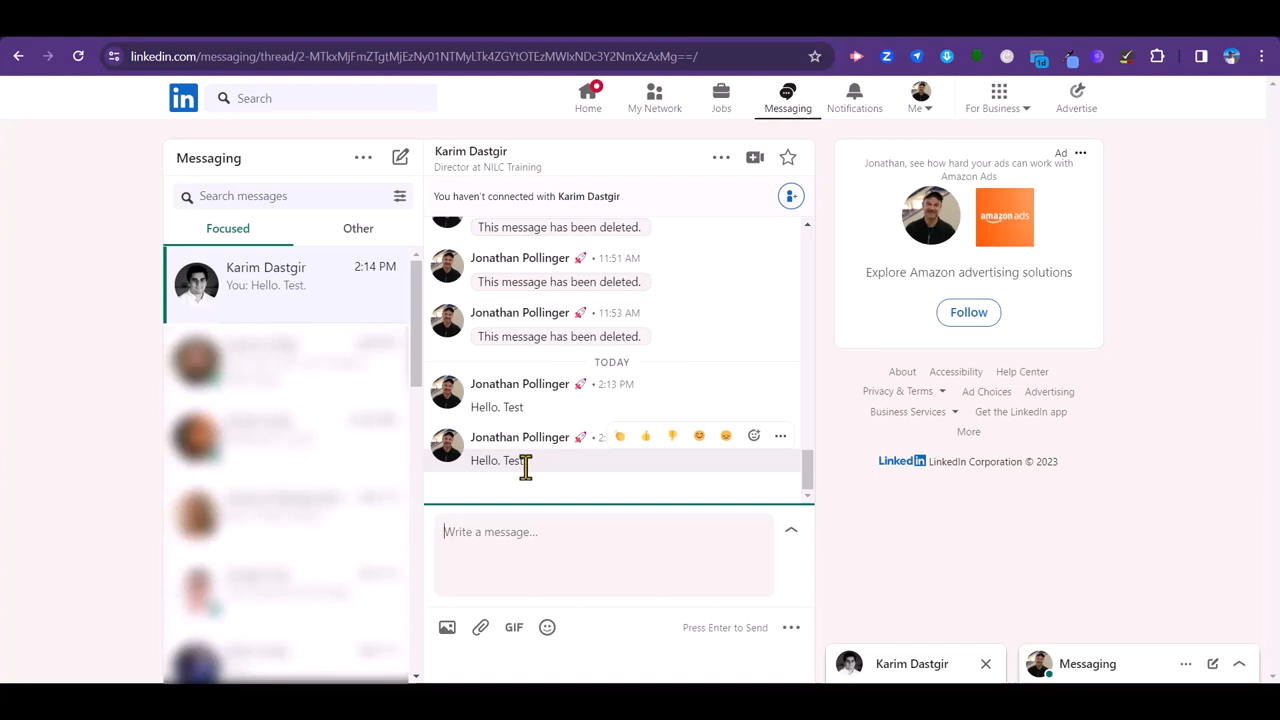 linkedin.com/messaging/thread/2-MTkxMjFmZTgtMjEzNy01NTMyLTk4ZGYtOTEzMWIxNDc3Y2NmXzAxMg==/
1d
in
Search
Home
My Network
Jobs
Messaging
Notifications
Me
For Business
Advertise
Messaging
Search messages
Focused
Other
Karim Dastgir
2:14 PM
You: Hello. Test.
Karim Dastgir
Director at NILC Training
You haven't connected with Karim Dastgir
This message has been deleted.
Jonathan Pollinger 🚀 • 11:51 AM
This message has been deleted.
Jonathan Pollinger 🚀 • 11:53 AM
This message has been deleted.
TODAY
Jonathan Pollinger 🚀 • 2:13 PM
Hello. Test
Jonathan Pollinger 🚀 • 2:
Hello. Test
Write a message...
GIF
Press Enter to Send
Ad
Jonathan, see how hard your ads can work with
Amazon Ads
amazon ads
Explore Amazon advertising solutions
Follow
About Accessibility Help Center
Privacy & Terms Ad Choices Advertising
Business Services Get the LinkedIn app
More
LinkedIn LinkedIn Corporation © 2023
Karim Dastgir
Messaging